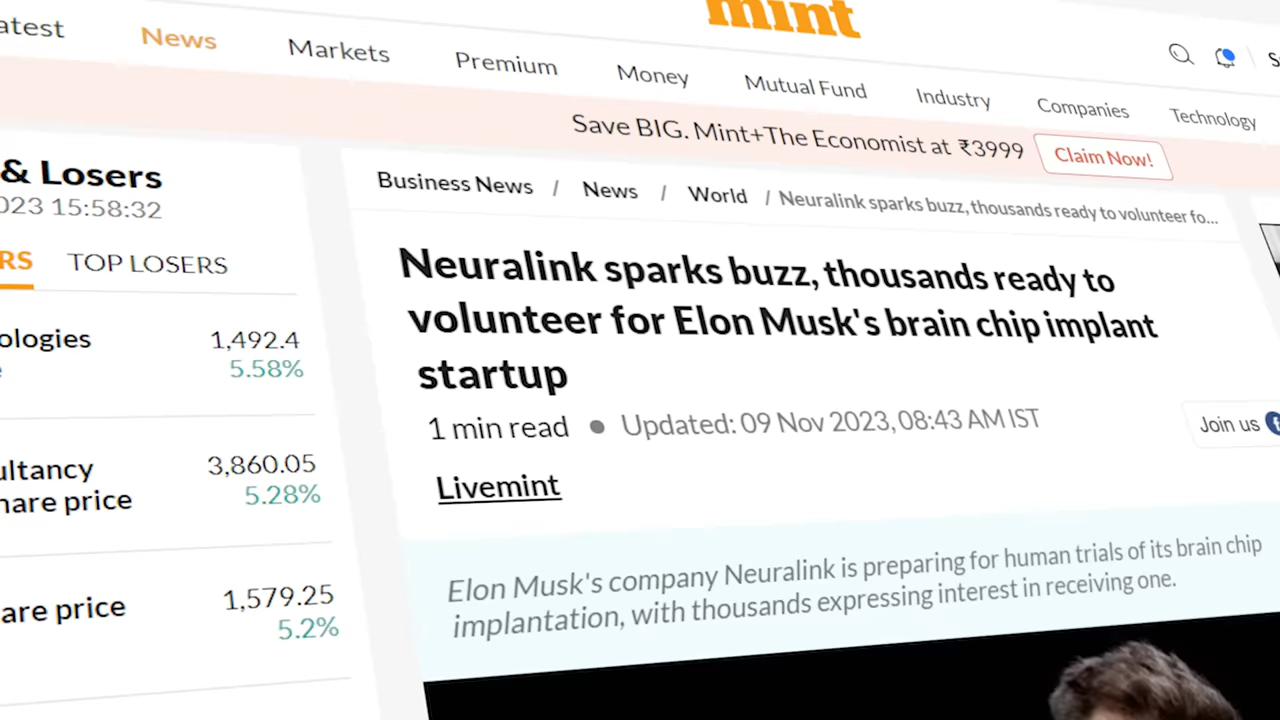 mint
atest News Markets Premium Money Mutual Fund Industry Companies Technology
Save BIG. Mint+The Economist at ₹3999 Claim Now!
& Losers
023 15:58:32
RS TOP LOSERS
ologies 1,492.4
e 5.58%
ultancy 3,860.05
hare price 5.28%
are price 1,579.25
5.2%
Business News / News / World / Neuralink sparks buzz, thousands ready to volunteer fo...
Neuralink sparks buzz, thousands ready to
volunteer for Elon Musk's brain chip implant
startup
1 min read ● Updated: 09 Nov 2023, 08:43 AM IST
Join us f
Livemint
Elon Musk's company Neuralink is preparing for human trials of its brain chip
implantation, with thousands expressing interest in receiving one.